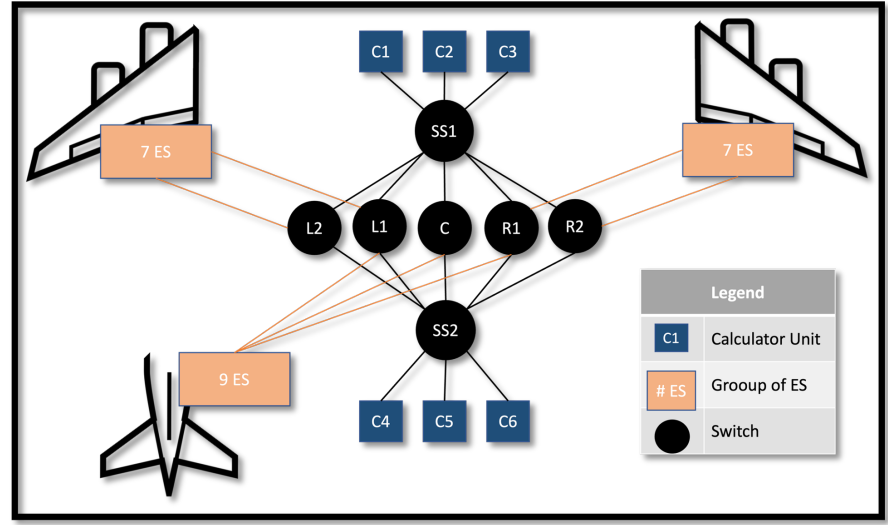 C1 C2 C3
SS1
7 ES
7 ES
L2 L1 C R1 R2
SS2
9 ES
C4 C5 C6
Legend
C1 Calculator Unit
# ES Grooup of ES
Switch